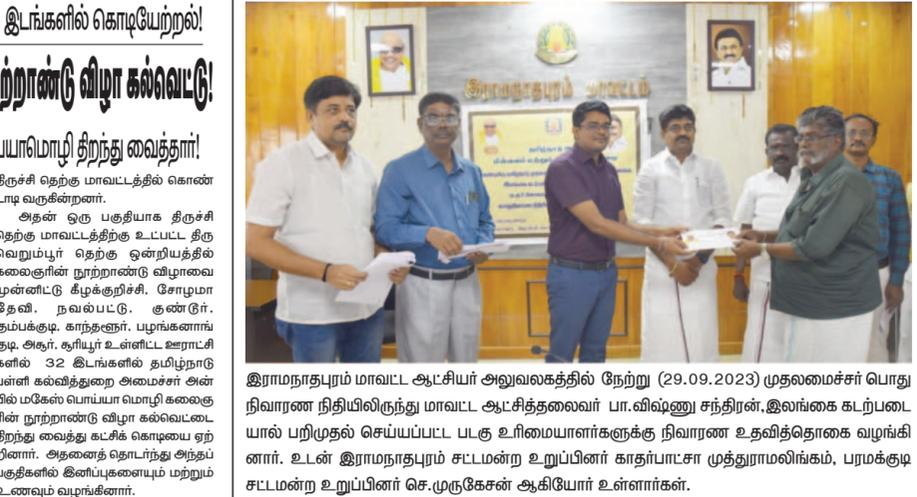 இடங்களில் கொடியேற்றல்!
ற்றாண்டு விழா கல்வெட்டு!
யாமொழி திறந்து வைத்தார்!
திருச்சி தெற்கு மாவட்டத்தில் கொண்
டாடி வருகின்றனர்.
அதன் ஒரு பகுதியாக திருச்சி
தெற்கு மாவட்டத்திற்கு உட்பட்ட திரு
வெறும்பூர் தெற்கு ஒன்றியத்தில்
கலைஞரின் நூற்றாண்டு விழாவை
முன்னிட்டு கீழக்குறிச்சி. சோழமா
தேவி. நவல்பட்டு. குண்டூர்.
கும்பக்குடி. காந்தளூர். பழங்கனாங்
குடி. அசூர். சூரியூர் உள்ளிட்ட ஊராட்சி
களில் 32 இடங்களில் தமிழ்நாடு
பள்ளி கல்வித்துறை அமைச்சர் அன்
பில் மகேஸ் பொய்யா மொழி கலைஞ
ரின் நூற்றாண்டு விழா கல்வெட்டை
திறந்து வைத்து கட்சிக் கொடியை ஏற்
றினார். அதனைத் தொடர்ந்து அந்தப்
பகுதிகளில் இனிப்புகளையும் மற்றும்
உணவும் வழங்கினார்.
இராமநாதபுரம் மாவட்டம்
இராமநாதபுரம் மாவட்ட ஆட்சியர் அலுவலகத்தில் நேற்று (29.09.2023) முதலமைச்சர் பொது
நிவாரண நிதியிலிருந்து மாவட்ட ஆட்சித்தலைவர் பா.விஷ்ணு சந்திரன்,இலங்கை கடற்படை
யால் பறிமுதல் செய்யப்பட்ட படகு உரிமையாளர்களுக்கு நிவாரண உதவித்தொகை வழங்கி
னார். உடன் இராமநாதபுரம் சட்டமன்ற உறுப்பினர் காதர்பாட்சா முத்துராமலிங்கம், பரமக்குடி
சட்டமன்ற உறுப்பினர் செ.முருகேசன் ஆகியோர் உள்ளார்கள்.